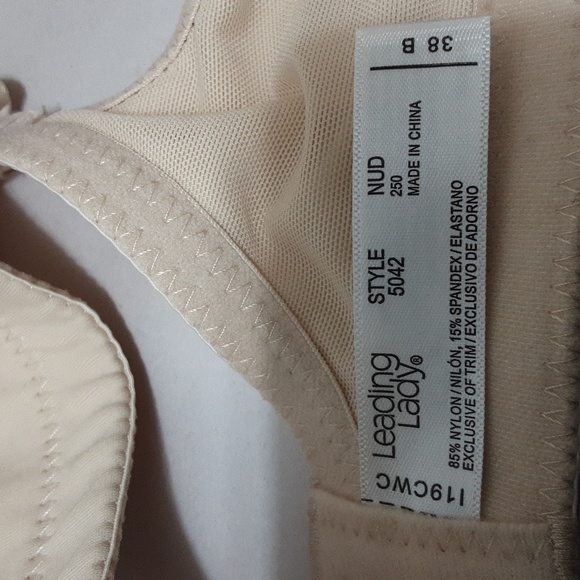 38 B
Leading
Lady®
STYLE
5042
NUD
250
MADE IN CHINA
85% NYLON / NILÓN, 15% SPANDEX / ELASTANO
EXCLUSIVE OF TRIM / EXCLUSIVO DE ADORNO
I19CWC